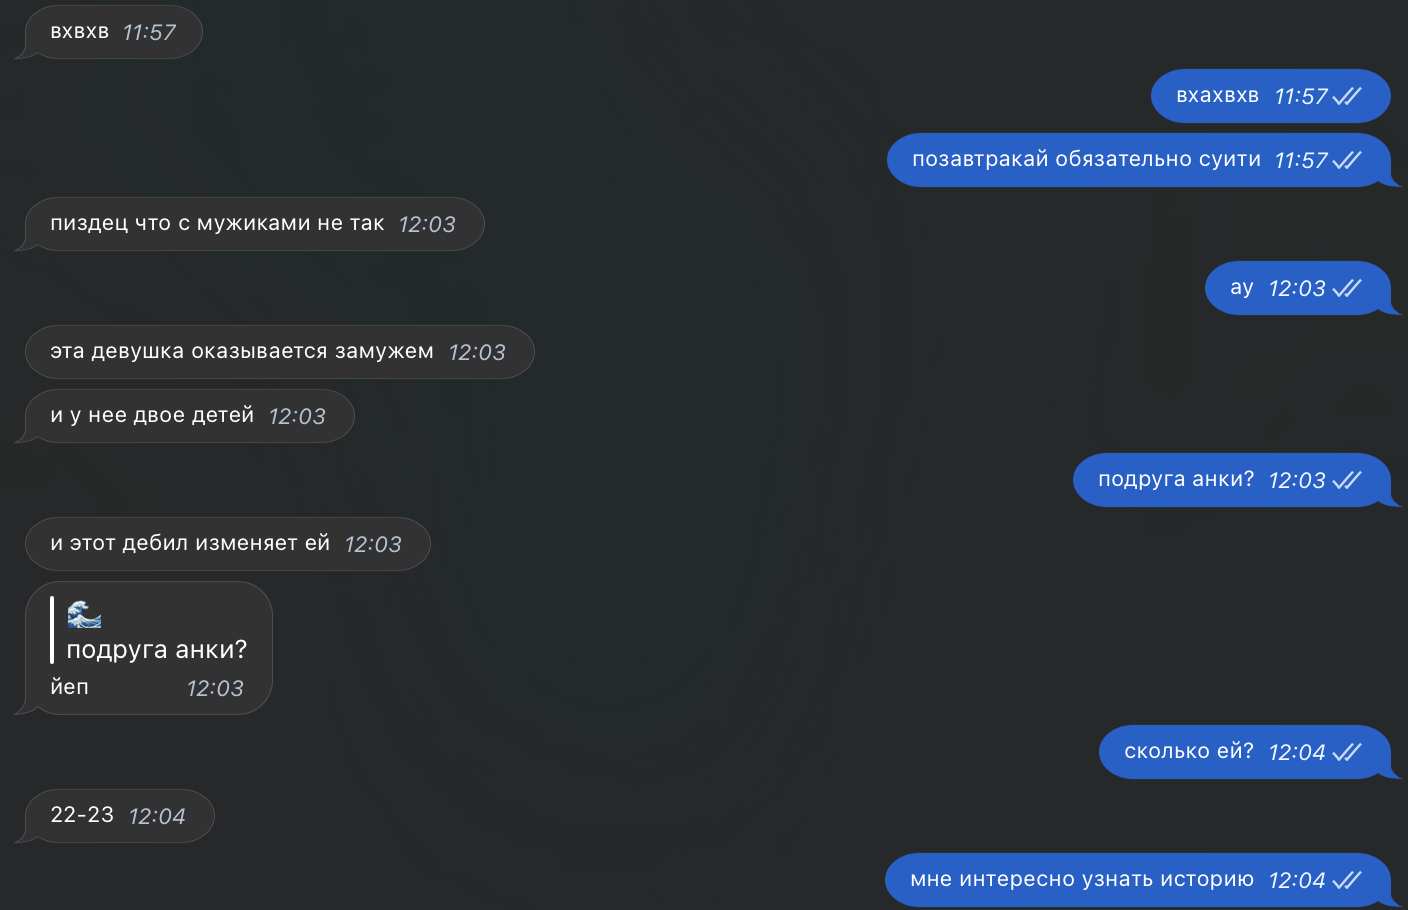 вхвхв 11:57
вхахвхв 11:57
позавтракай обязательно суити 11:57
пиздец что с мужиками не так 12:03
ау 12:03
эта девушка оказывается замужем 12:03
и у нее двое детей 12:03
подруга анки? 12:03
и этот дебил изменяет ей 12:03
🌊
подруга анки?
йеп 12:03
сколько ей? 12:04
22-23 12:04
мне интересно узнать историю 12:04